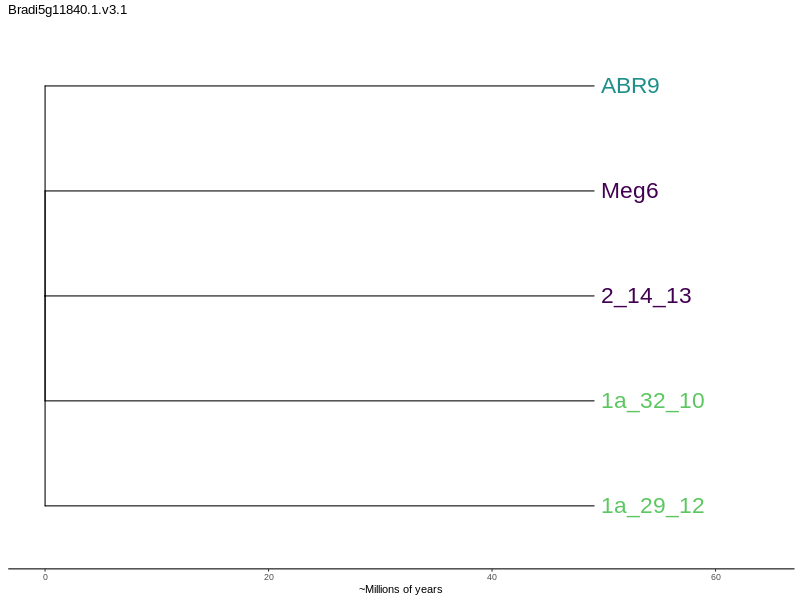 Bradi5g11840.1.v3.1
ABR9
Meg6
2_14_13
1a_32_10
1a_29_12
0 20 40 60
~Millions of years